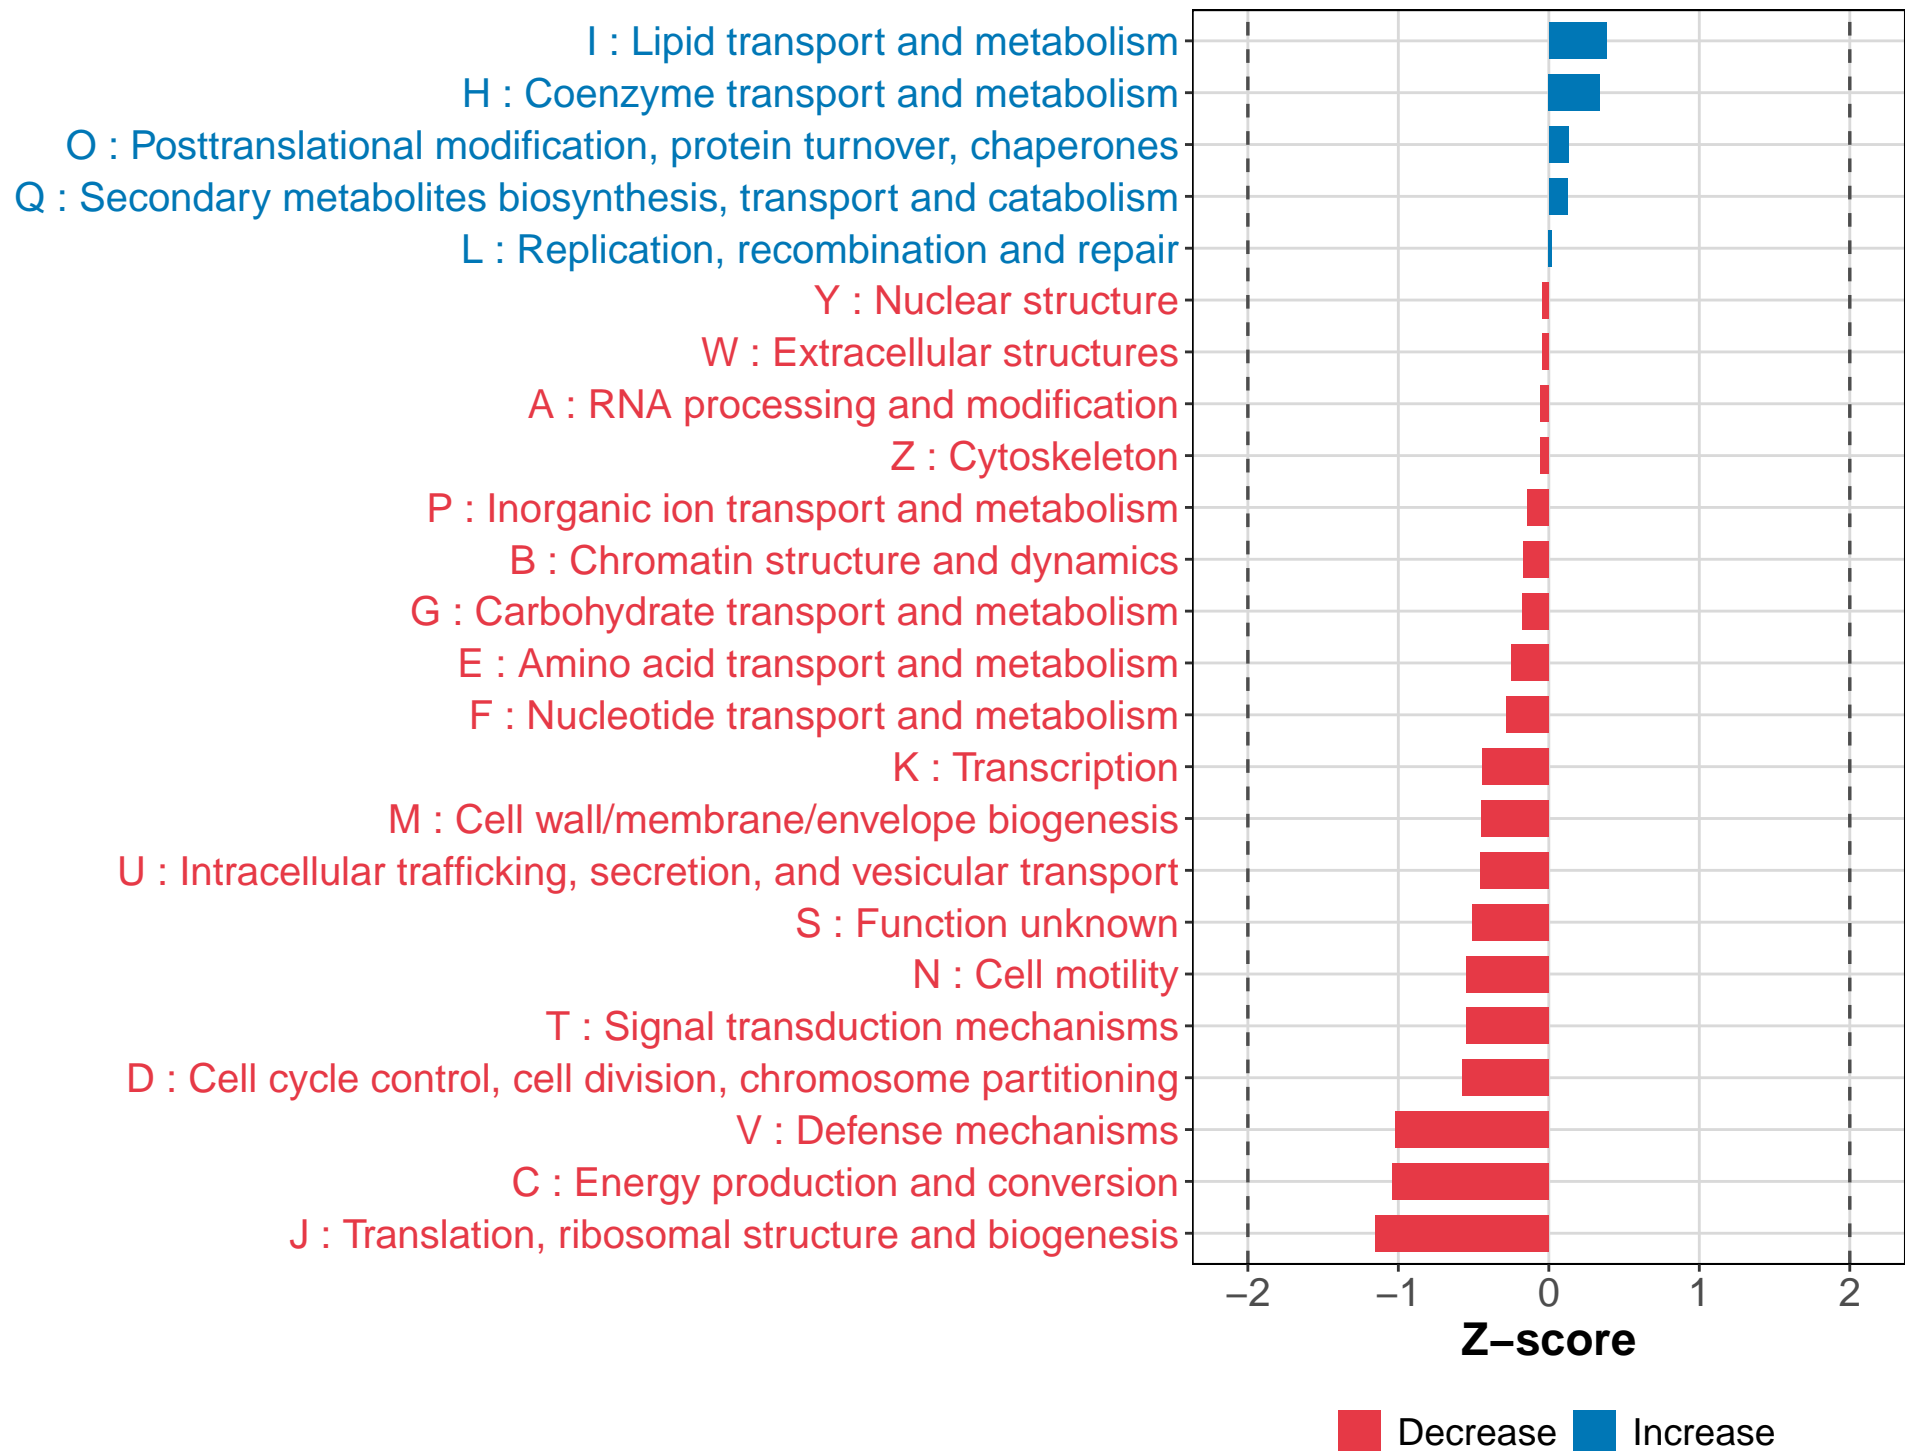 I : Lipid transport and metabolism
H : Coenzyme transport and metabolism
O : Posttranslational modification, protein turnover, chaperones
Q : Secondary metabolites biosynthesis, transport and catabolism
L : Replication, recombination and repair
Y : Nuclear structure
W : Extracellular structures
A : RNA processing and modification
Z : Cytoskeleton
P : Inorganic ion transport and metabolism
B : Chromatin structure and dynamics
G : Carbohydrate transport and metabolism
E : Amino acid transport and metabolism
F : Nucleotide transport and metabolism
K : Transcription
M : Cell wall/membrane/envelope biogenesis
U : Intracellular trafficking, secretion, and vesicular transport
S : Function unknown
N : Cell motility
T : Signal transduction mechanisms
D : Cell cycle control, cell division, chromosome partitioning
V : Defense mechanisms
C : Energy production and conversion
J : Translation, ribosomal structure and biogenesis
−2 −1 0 1 2
Z−score
Decrease Increase